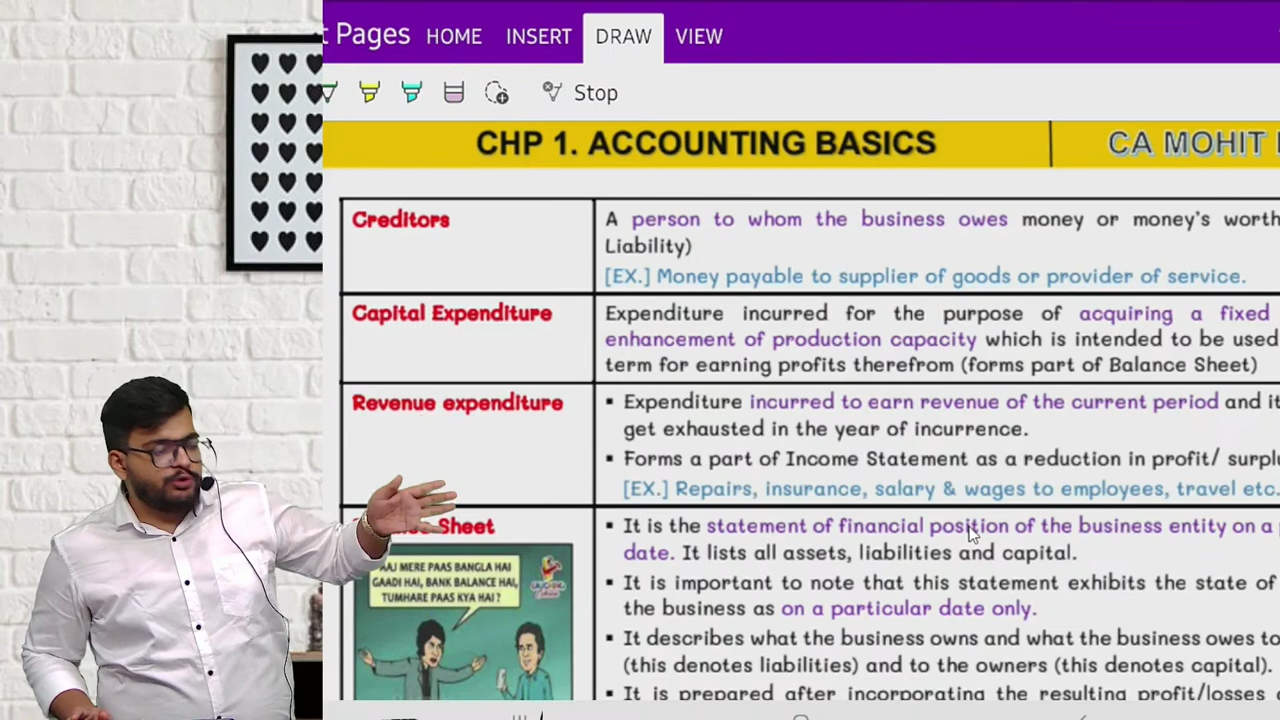 t Pages HOME INSERT DRAW VIEW
Stop
CHP 1. ACCOUNTING BASICS
CA MOHIT
Creditors
A person to whom the business owes money or money's worth
Liability)
[EX.] Money payable to supplier of goods or provider of service.
Capital Expenditure
Expenditure incurred for the purpose of acquiring a fixed
enhancement of production capacity which is intended to be used
term for earning profits therefrom (forms part of Balance Sheet)
Revenue expenditure
▪ Expenditure incurred to earn revenue of the current period and it
get exhausted in the year of incurrence.
▪ Forms a part of Income Statement as a reduction in profit/ surplu
[EX.] Repairs, insurance, salary & wages to employees, travel etc.
Sheet
▪ It is the statement of financial position of the business entity on a
date. It lists all assets, liabilities and capital.
▪ It is important to note that this statement exhibits the state of
the business as on a particular date only.
▪ It describes what the business owns and what the business owes to
(this denotes liabilities) and to the owners (this denotes capital).
▪ It is prepared after incorporating the resulting profit/losses
AAJ MERE PAAS BANGLA HAI
GAADI HAI, BANK BALANCE HAI,
TUMHARE PAAS KYA HAI?